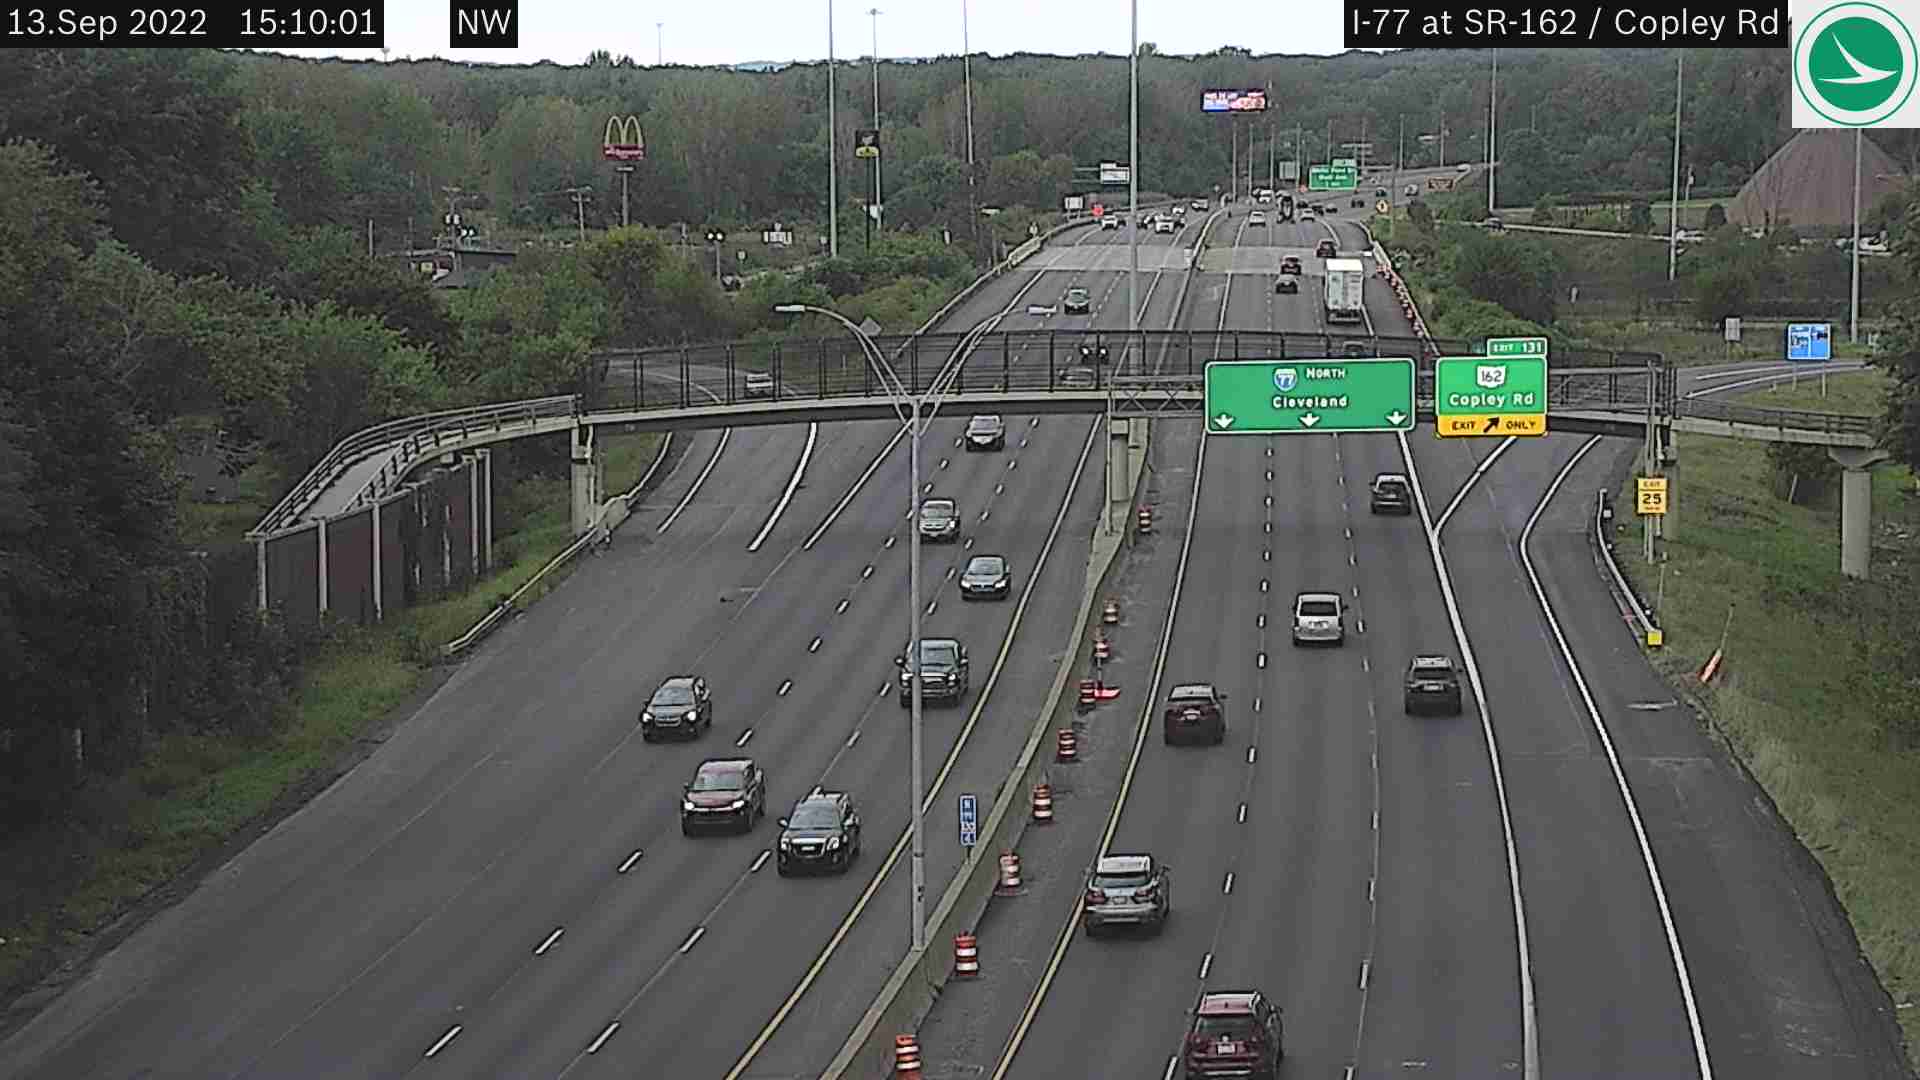 13.Sep 2022 15:10:01
NW
I-77 at SR-162 / Copley Rd
77 NORTH
Cleveland
EXIT 131
162
Copley Rd
EXIT ONLY
EXIT
25